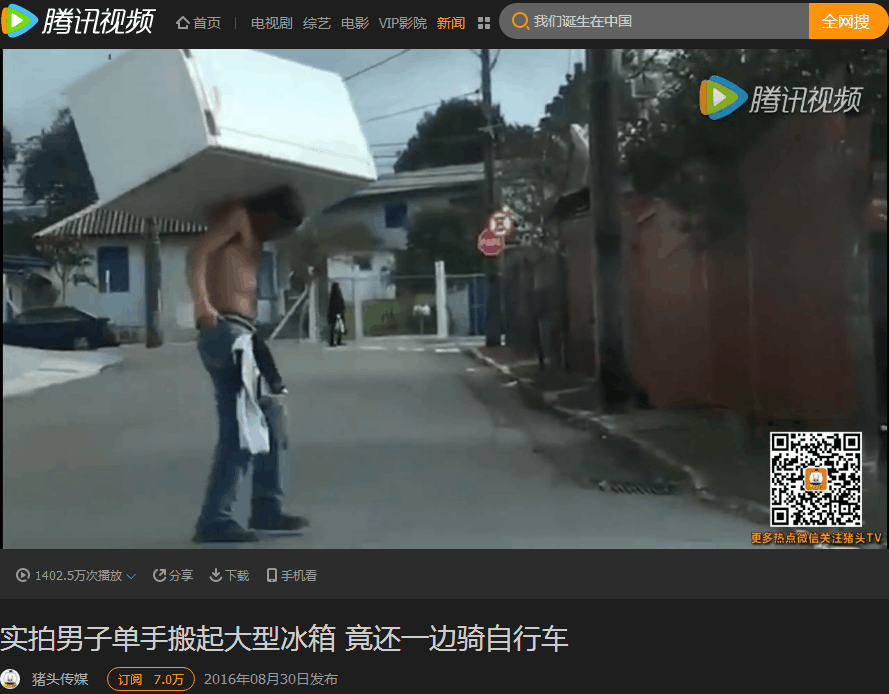 腾讯视频 首页 电视剧 综艺 电影 VIP影院 新闻 我们诞生在中国 全网搜
腾讯视频
更多热点微信关注猪头TV
1402.5万次播放 分享 下载 手机看
实拍男子单手搬起大型冰箱 竟还一边骑自行车
猪头传媒 订阅 7.0万 2016年08月30日发布